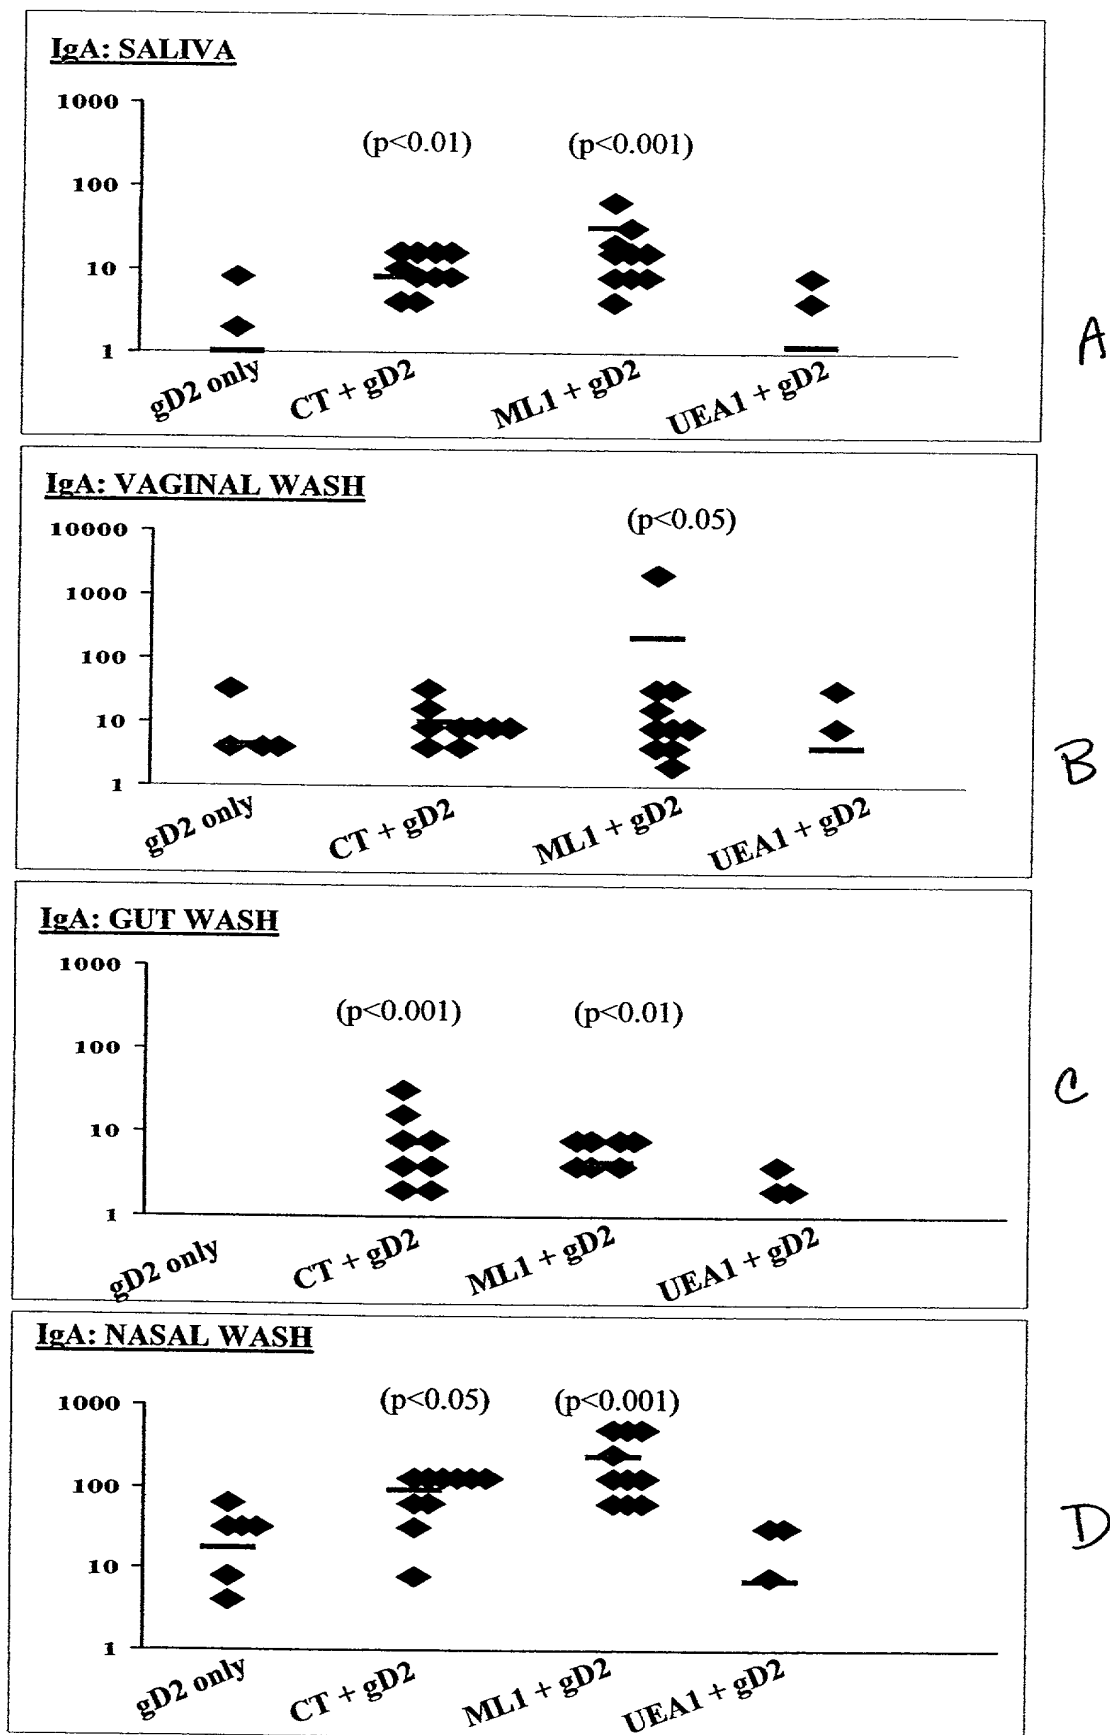 IgA: SALIVA
1000
(p<0.01) (p<0.001)
100
10
1
gD2 only CT + gD2 ML1 + gD2 UEA1 + gD2
A
IgA: VAGINAL WASH
10000
(p<0.05)
1000
100
10
1
gD2 only CT + gD2 ML1 + gD2 UEA1 + gD2
B
IgA: GUT WASH
1000
(p<0.001) (p<0.01)
100
10
1
gD2 only CT + gD2 ML1 + gD2 UEA1 + gD2
C
IgA: NASAL WASH
1000 (p<0.05) (p<0.001)
100
10
1
gD2 only CT + gD2 ML1 + gD2 UEA1 + gD2
D